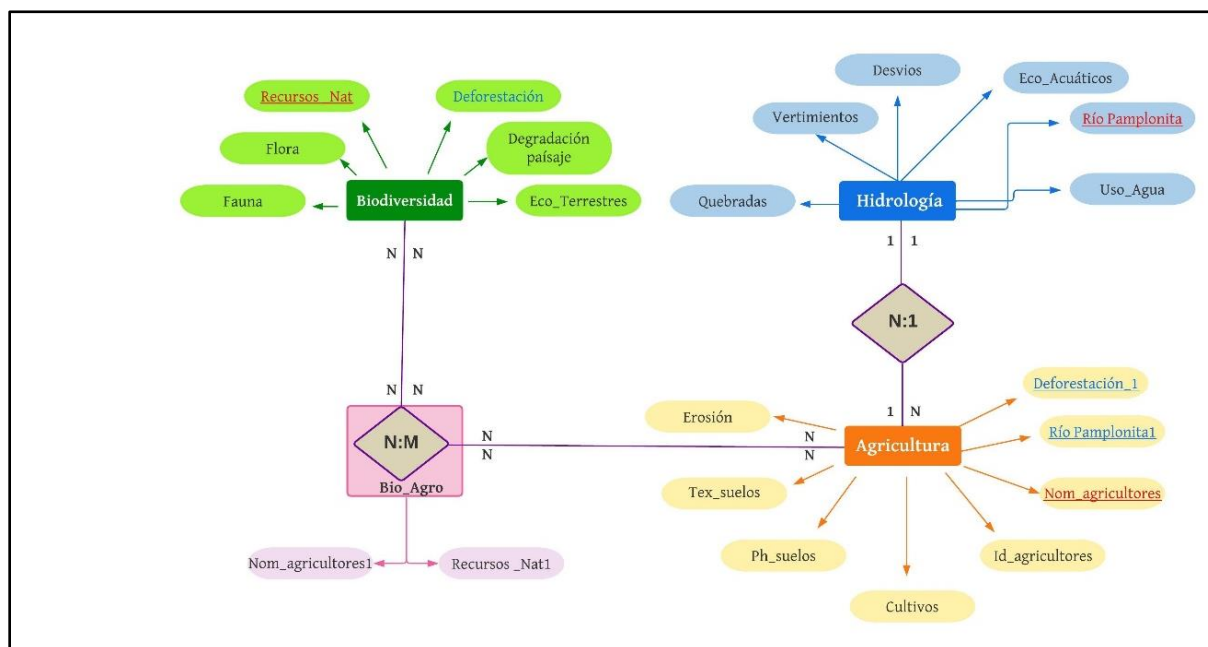 Recursos _Nat
Deforestación
Flora
Degradación
païsaje
Fauna
Biodiversidad
Eco_Terrestres
Desvios
Eco_Acuáticos
Vertimientos
Río Pamplonita
Quebradas
Hidrología
Uso_Agua
N N
1 1
N:1
N N
1 N
N:M
Bio_Agro
N
N
N
N
Nom_agricultores1
Recursos _Nat1
Erosión
Agricultura
Deforestación_1
Río Pamplonita1
Nom_agricultores
Tex_suelos
Ph_suelos
Id_agricultores
Cultivos